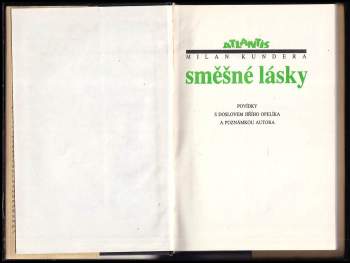 ATLANTIS
MILAN KUNDERA
směšné lásky
POVÍDKY
S DOSLOVEM JIŘÍHO OPELÍKA
A POZNÁMKOU AUTORA